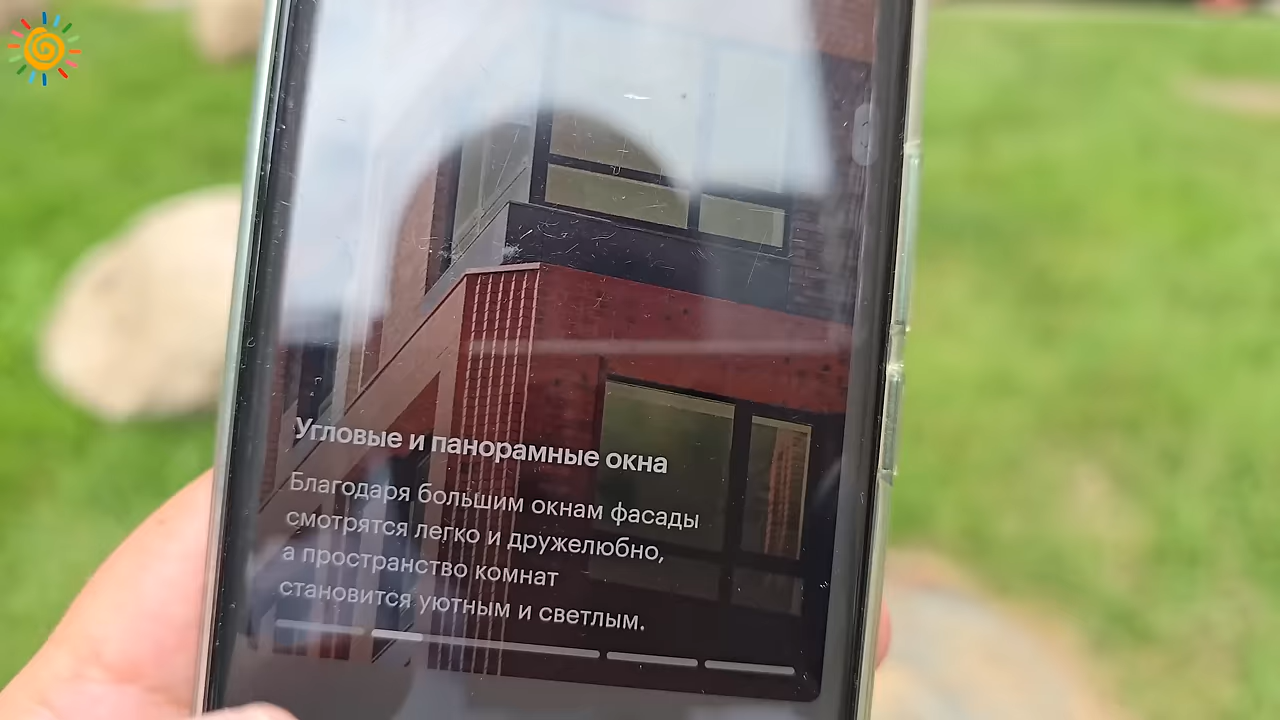 Угловые и панорамные окна
Благодаря большим окнам фасады
смотрятся легко и дружелюбно,
а пространство комнат
становится уютным и светлым.